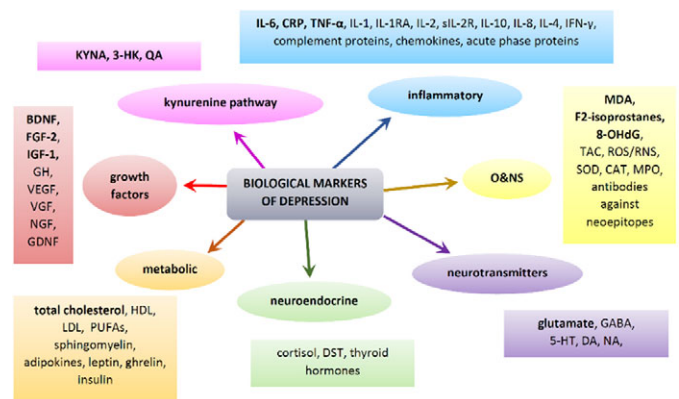 IL-6, CRP, TNF-α, IL-1, IL-1RA, IL-2, sIL-2R, IL-10, IL-8, IL-4, IFN-γ,
complement proteins, chemokines, acute phase proteins
KYNA, 3-HK, QA
kynurenine pathway
inflammatory
BDNF,
FGF-2,
IGF-1,
GH,
VEGF,
VGF,
NGF,
GDNF
growth
factors
BIOLOGICAL MARKERS
OF DEPRESSION
O&NS
MDA,
F2-isoprostanes,
8-OHdG,
TAC, ROS/RNS,
SOD, CAT, MPO,
antibodies
against
neoepitopes
metabolic
neuroendocrine
neurotransmitters
total cholesterol, HDL,
LDL, PUFAs,
sphingomyelin,
adipokines, leptin, ghrelin,
insulin
cortisol, DST, thyroid
hormones
glutamate, GABA,
5-HT, DA, NA,